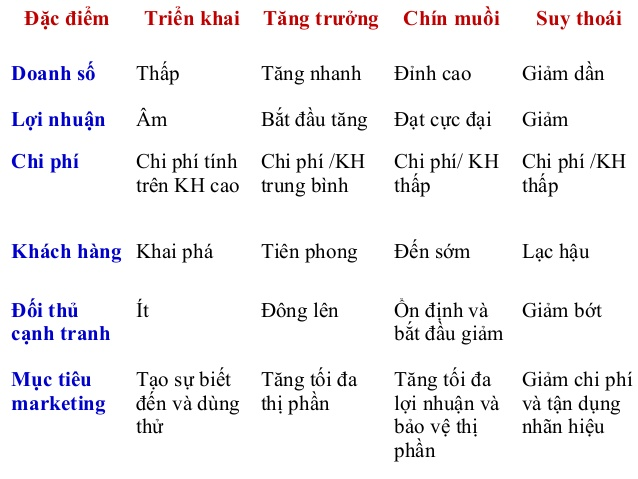 Đặc điểm Triển khai Tăng trưởng Chín muồi Suy thoái
Doanh số Thấp Tăng nhanh Đỉnh cao Giảm dần
Lợi nhuận Âm Bắt đầu tăng Đạt cực đại Giảm
Chi phí Chi phí tính Chi phí /KH Chi phí/ KH Chi phí /KH
trên KH cao trung bình thấp thấp
Khách hàng Khai phá Tiên phong Đến sớm Lạc hậu
Đối thủ Ít Đông lên Ổn định và Giảm bớt
cạnh tranh bắt đầu giảm
Mục tiêu Tạo sự biết Tăng tối đa Tăng tối đa Giảm chi phí
marketing đến và dùng thị phần lợi nhuận và và tận dụng
thử bảo vệ thị nhãn hiệu
phần